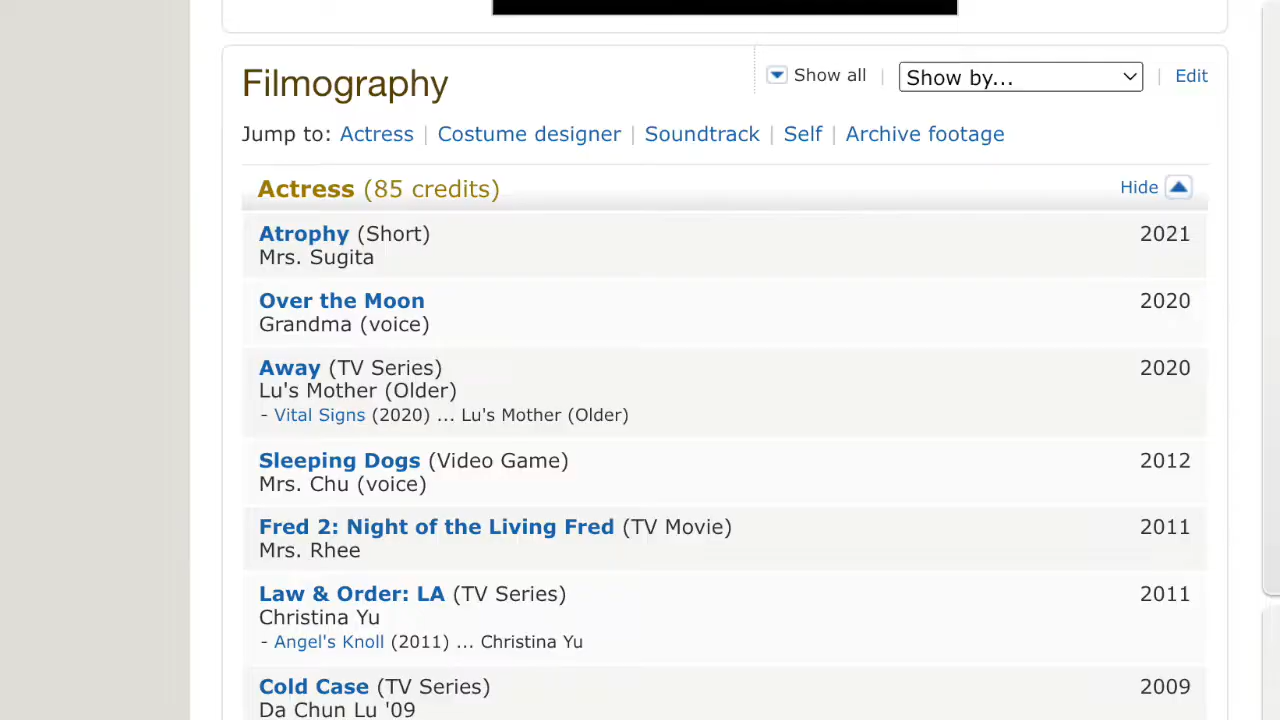 Filmography
Show all | Show by... | Edit
Jump to: Actress | Costume designer | Soundtrack | Self | Archive footage
Actress (85 credits) Hide
Atrophy (Short) 2021
Mrs. Sugita
Over the Moon 2020
Grandma (voice)
Away (TV Series) 2020
Lu's Mother (Older)
- Vital Signs (2020) ... Lu's Mother (Older)
Sleeping Dogs (Video Game) 2012
Mrs. Chu (voice)
Fred 2: Night of the Living Fred (TV Movie) 2011
Mrs. Rhee
Law & Order: LA (TV Series) 2011
Christina Yu
- Angel's Knoll (2011) ... Christina Yu
Cold Case (TV Series) 2009
Da Chun Lu '09